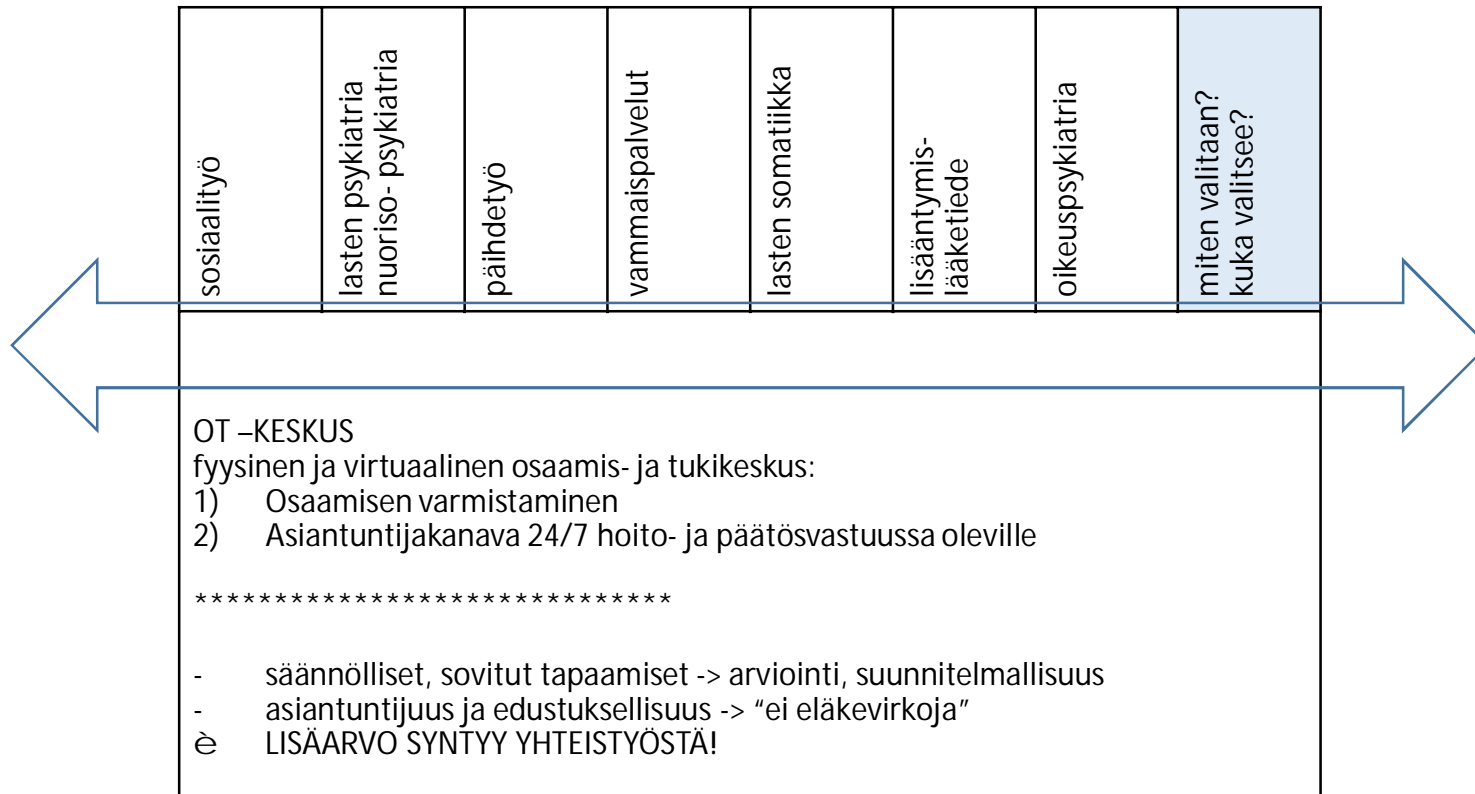 sosiaalityö
lasten psykiatria
nuoriso- psykiatria
päihdetyö
vammaispalvelut
lasten somatiikka
lisääntymis-
lääketiede
oikeuspsykiatria
miten valitaan?
kuka valitsee?
OT –KESKUS
fyysinen ja virtuaalinen osaamis- ja tukikeskus:
1) Osaamisen varmistaminen
2) Asiantuntijakanava 24/7 hoito- ja päätösvastuussa oleville
******************************
- säännölliset, sovitut tapaamiset -> arviointi, suunnitelmallisuus
- asiantuntijuus ja edustuksellisuus -> “ei eläkevirkoja”
è LISÄARVO SYNTYY YHTEISTYÖSTÄ!